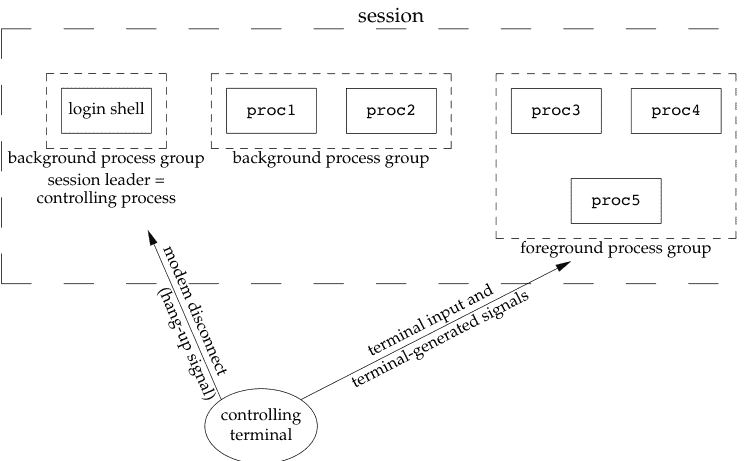 session
login shell
proc1
proc2
proc3
proc4
proc5
background process group
session leader =
controlling process
background process group
foreground process group
modem disconnect
(hang-up signal)
terminal input and
terminal-generated signals
controlling
terminal